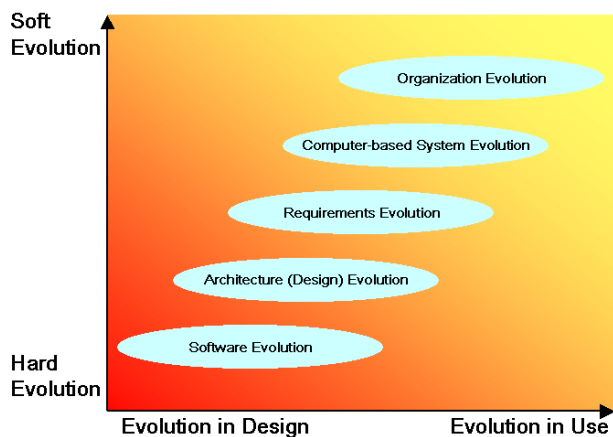 Soft
Evolution
Organization Evolution
Computer-based System Evolution
Requirements Evolution
Architecture (Design) Evolution
Software Evolution
Hard
Evolution
Evolution in Design
Evolution in Use